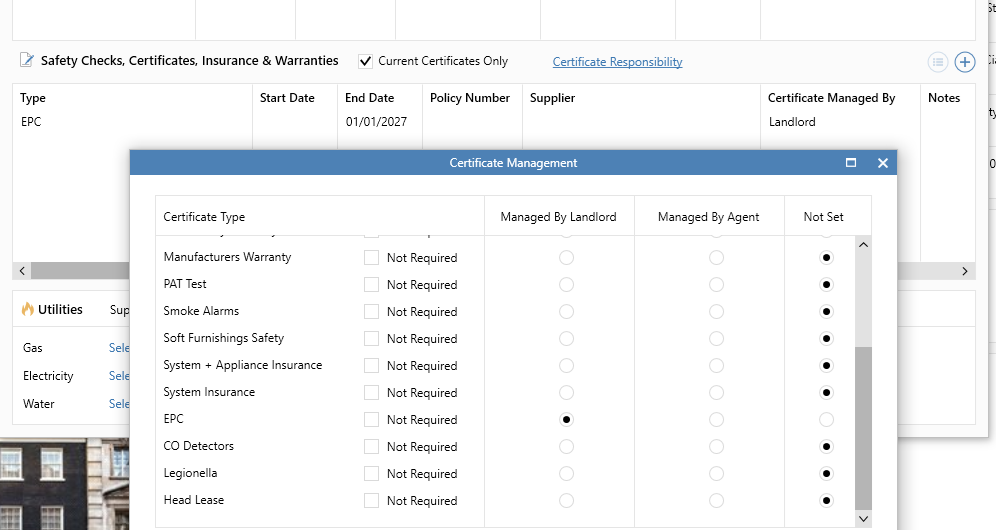 Safety Checks, Certificates, Insurance & Warranties Current Certificates Only Certificate Responsibility
Type Start Date End Date Policy Number Supplier Certificate Managed By Notes
EPC 01/01/2027 Landlord
Certificate Management
Certificate Type Managed By Landlord Managed By Agent Not Set
Manufacturers Warranty Not Required
PAT Test Not Required
Smoke Alarms Not Required
Soft Furnishings Safety Not Required
System + Appliance Insurance Not Required
System Insurance Not Required
EPC Not Required
CO Detectors Not Required
Legionella Not Required
Head Lease Not Required
Utilities Sup
Gas Sele
Electricity Sele
Water Sele